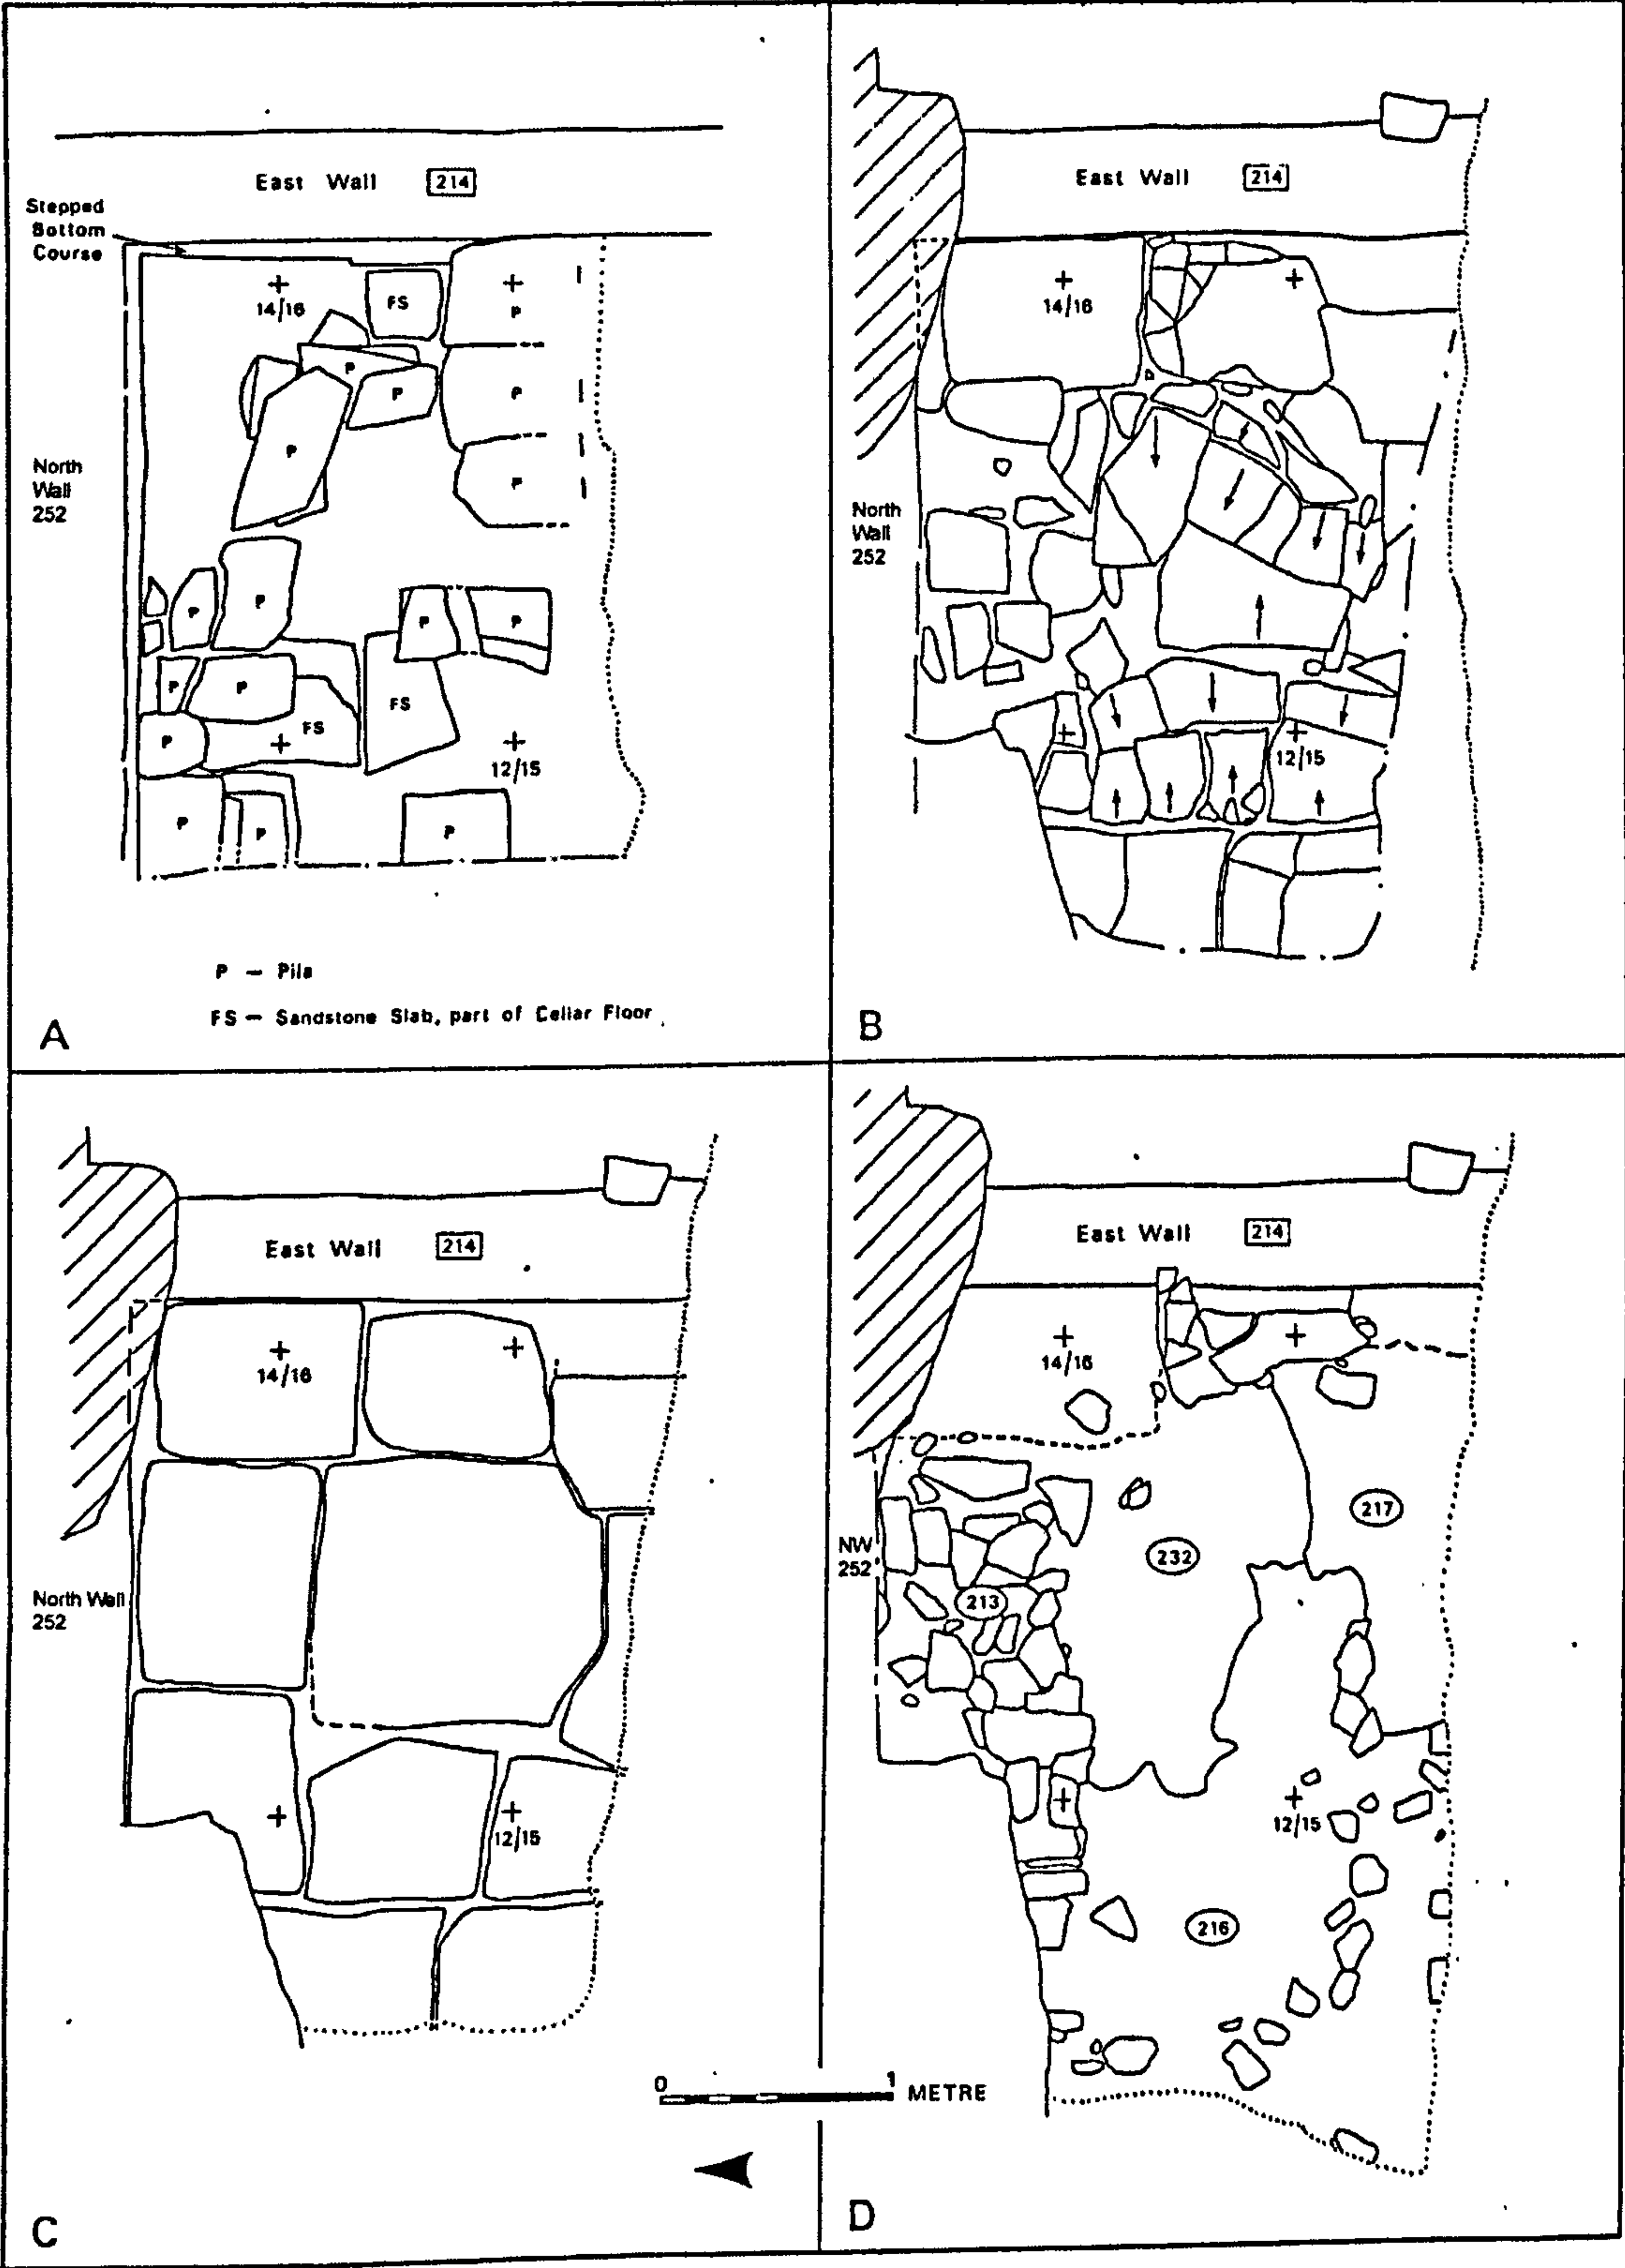 East Wall 214
Stepped
Bottom
Course
14/16
FS
P
P
P
P
P
P
North
Wall
252
P
P
P
P
P
P
FS
FS
P
12/15
P
P
P
P – Pila
FS – Sandstone Slab, part of Cellar Floor
A
East Wall 214
14/16
North
Wall
252
12/15
B
East Wall 214
14/16
North Wall
252
12/15
C
East Wall 214
14/16
NW
252
217
232
213
12/15
216
0 1 METRE
D